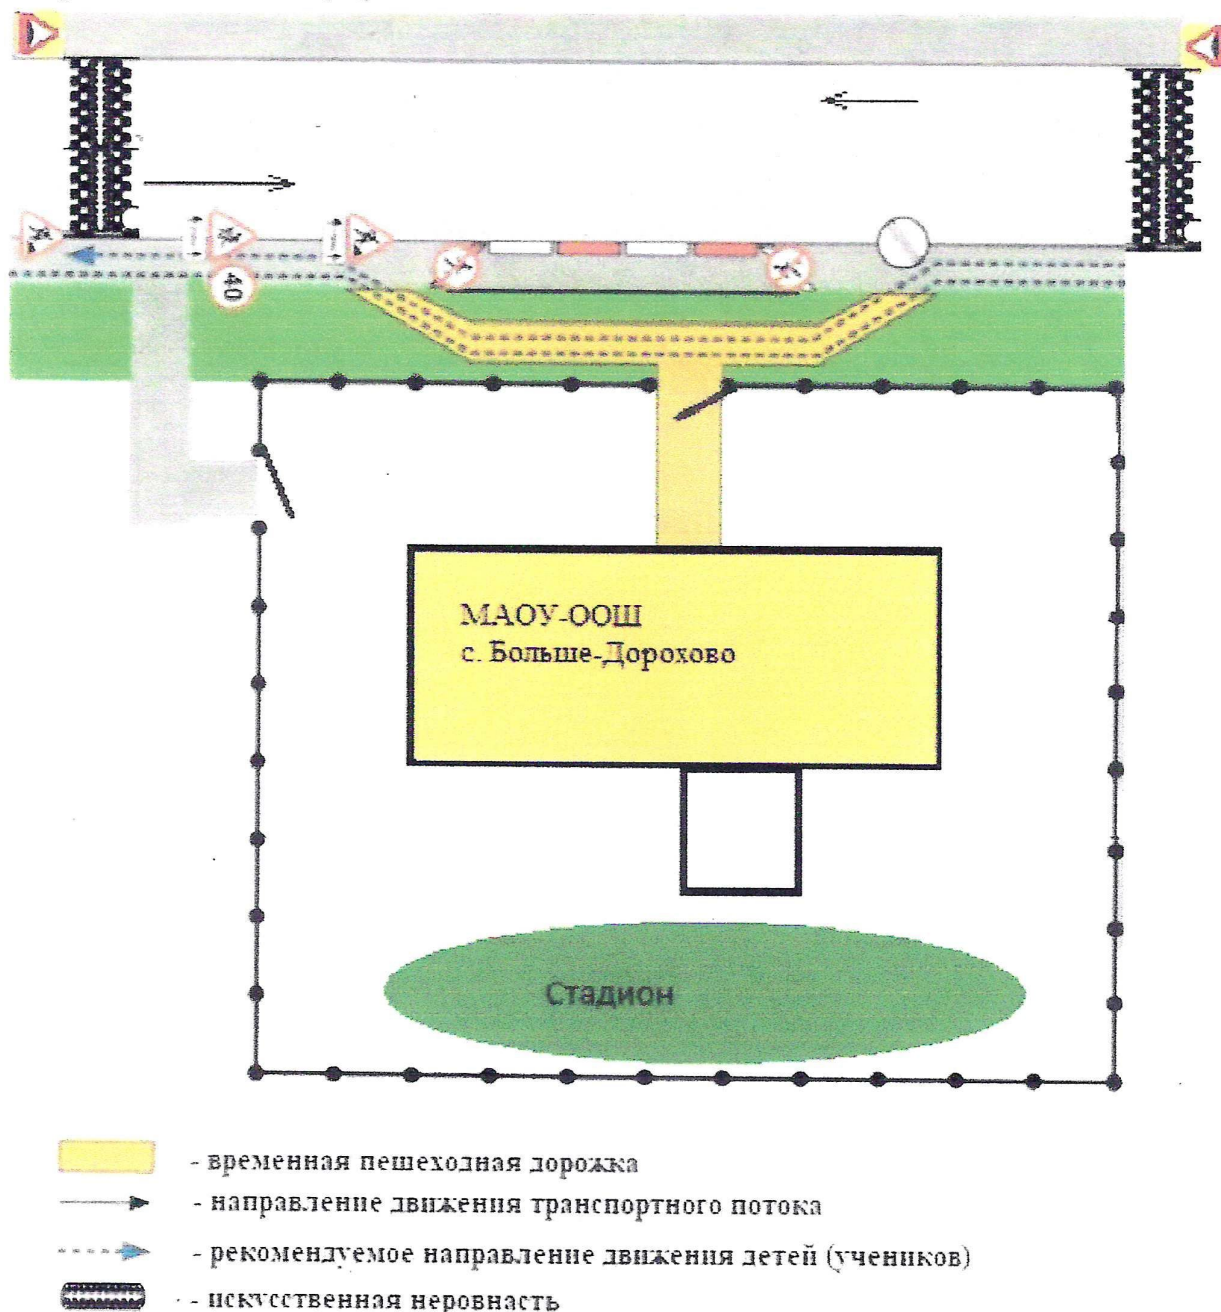 40
МАОУ-ООШ
с. Больше-Дорохово
Стадион
- временная пешеходная дорожка
- направление движения транспортного потока
- рекомендуемое направление движения детей (учеников)
- искусственная неровнасть